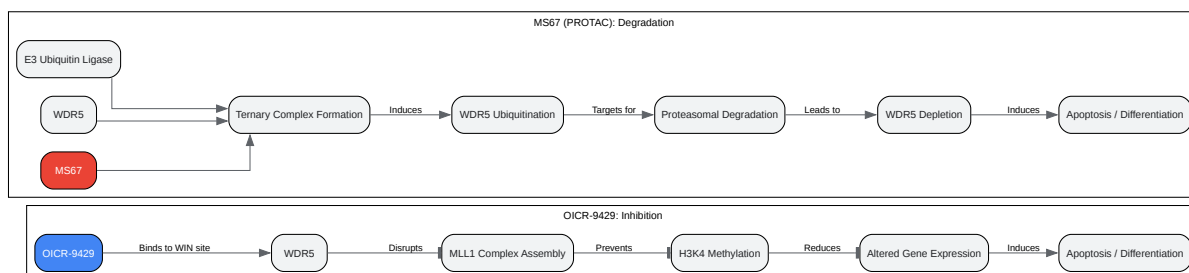 MS67 (PROTAC): Degradation
E3 Ubiquitin Ligase
WDR5
MS67
Ternary Complex Formation
Induces
WDR5 Ubiquitination
Targets for
Proteasomal Degradation
Leads to
WDR5 Depletion
Induces
Apoptosis / Differentiation
OICR-9429: Inhibition
OICR-9429
Binds to WIN site
WDR5
Disrupts
MLL1 Complex Assembly
Prevents
H3K4 Methylation
Reduces
Altered Gene Expression
Induces
Apoptosis / Differentiation